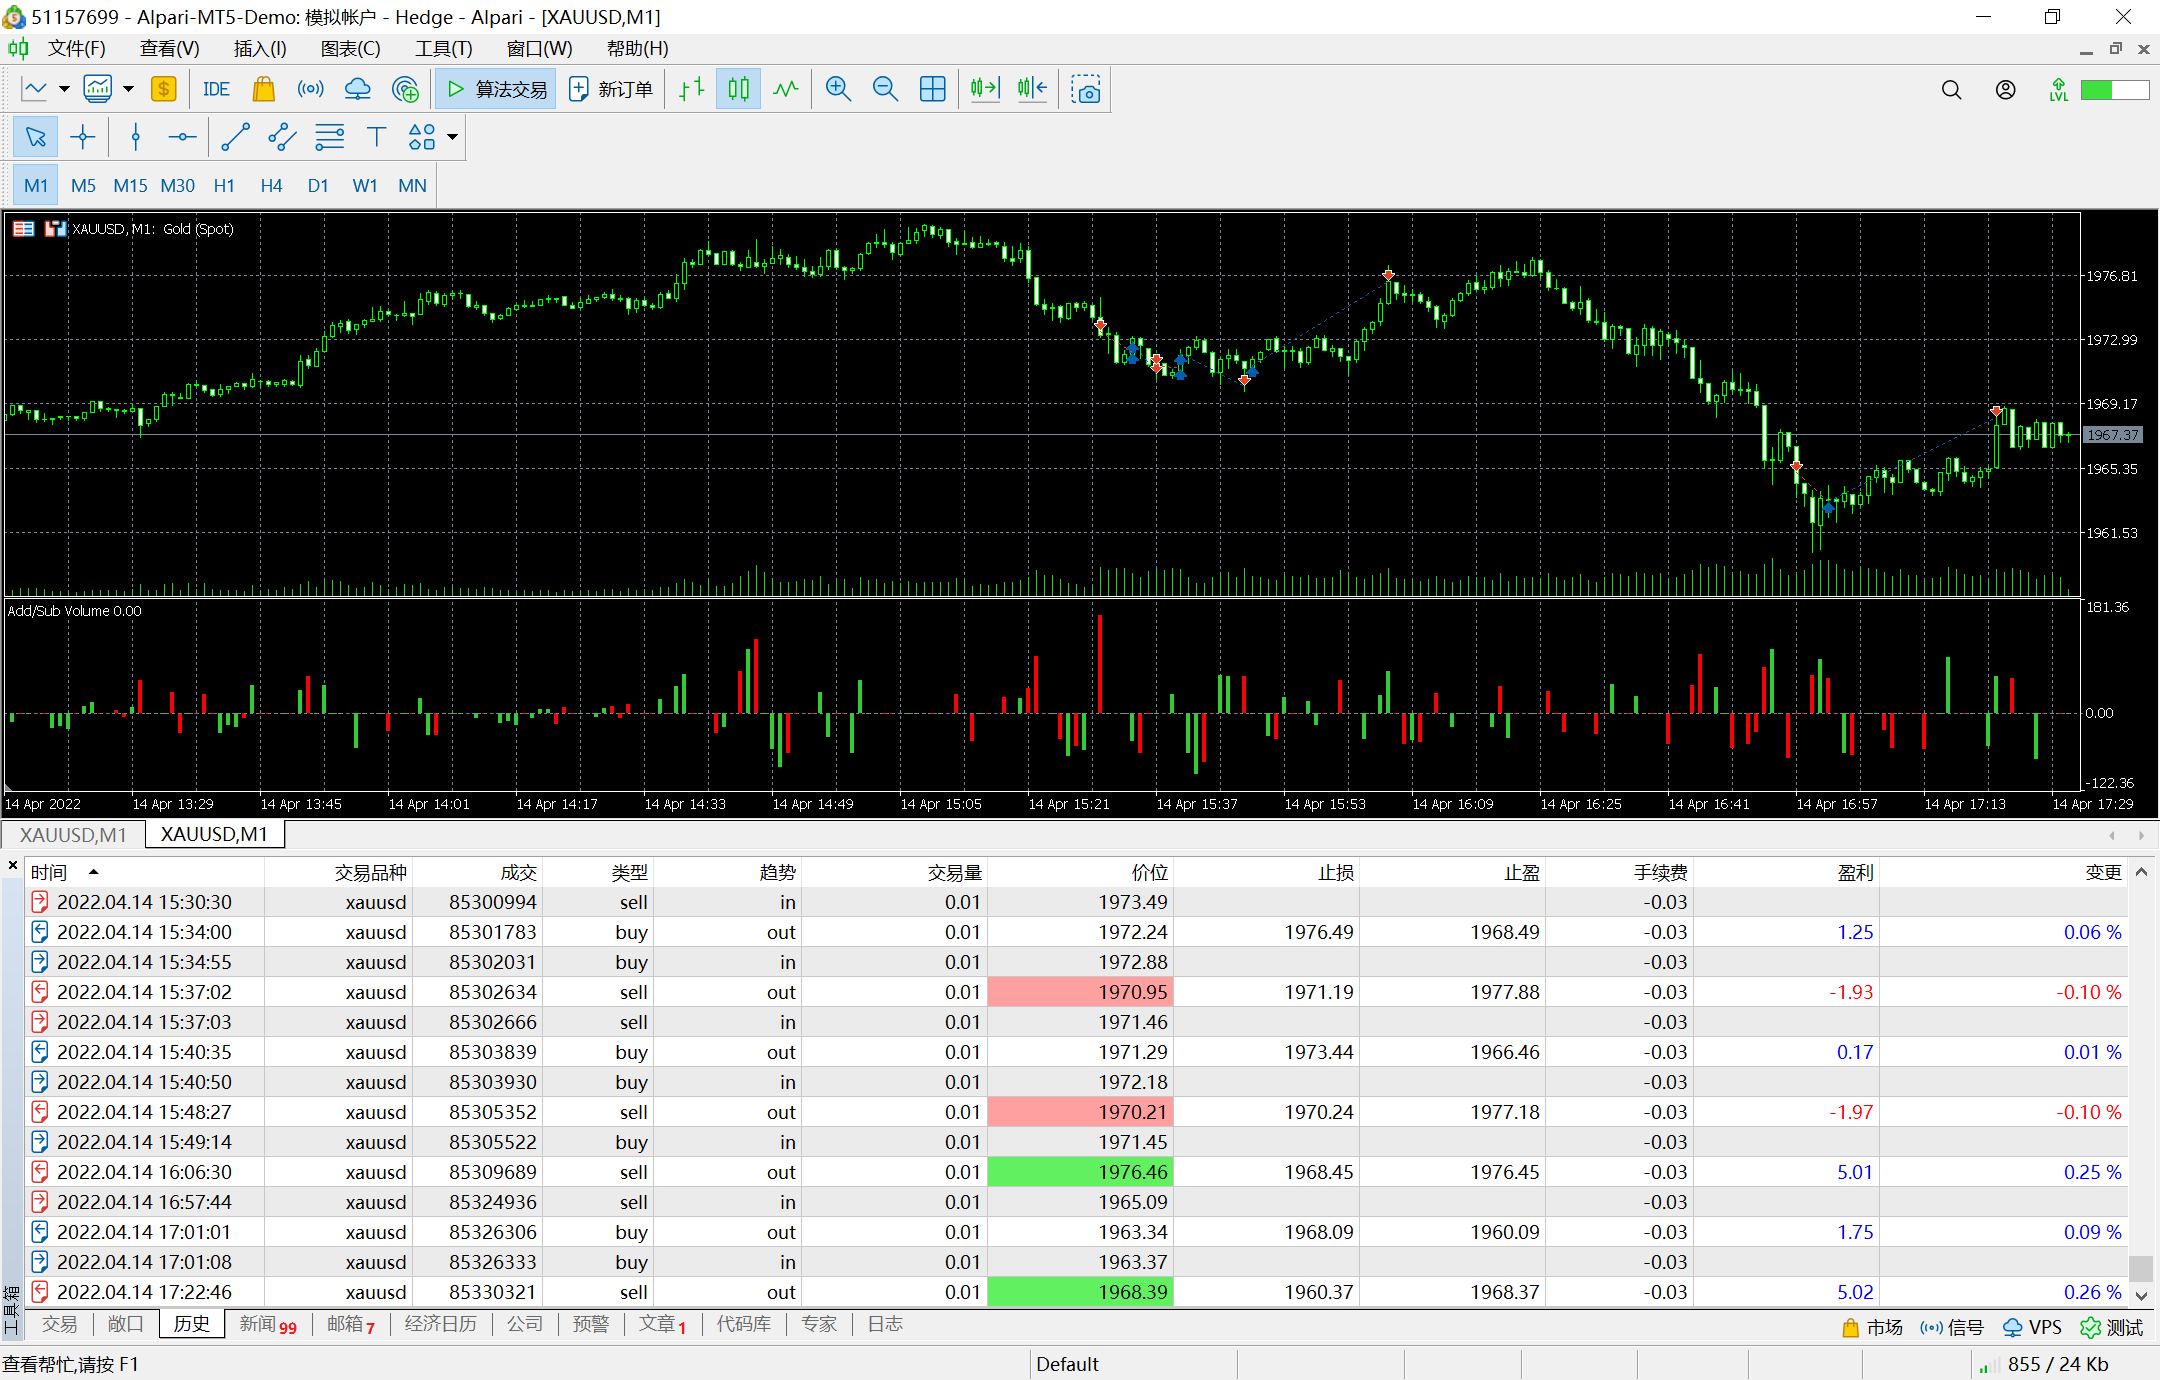 51157699 - Alpari-MT5-Demo: 模拟帐户 - Hedge - Alpari - [XAUUSD,M1]
文件(F) 查看(V) 插入(I) 图表(C) 工具(T) 窗口(W) 帮助(H)
$ IDE 算法交易 新订单 LVL
T
M1 M5 M15 M30 H1 H4 D1 W1 MN
XAUUSD, M1: Gold (Spot)
1976.81
1972.99
1969.17
1967.37
1965.35
1961.53
Add/Sub Volume 0.00
181.36
0.00
-122.36
14 Apr 2022 14 Apr 13:29 14 Apr 13:45 14 Apr 14:01 14 Apr 14:17 14 Apr 14:33 14 Apr 14:49 14 Apr 15:05 14 Apr 15:21 14 Apr 15:37 14 Apr 15:53 14 Apr 16:09 14 Apr 16:25 14 Apr 16:41 14 Apr 16:57 14 Apr 17:13 14 Apr 17:29
XAUUSD,M1 XAUUSD,M1
时间 交易品种 成交 类型 趋势 交易量 价位 止损 止盈 手续费 盈利 变更
2022.04.14 15:30:30 xauusd 85300994 sell in 0.01 1973.49 -0.03
2022.04.14 15:34:00 xauusd 85301783 buy out 0.01 1972.24 1976.49 1968.49 -0.03 1.25 0.06 %
2022.04.14 15:34:55 xauusd 85302031 buy in 0.01 1972.88 -0.03
2022.04.14 15:37:02 xauusd 85302634 sell out 0.01 1970.95 1971.19 1977.88 -0.03 -1.93 -0.10 %
2022.04.14 15:37:03 xauusd 85302666 sell in 0.01 1971.46 -0.03
2022.04.14 15:40:35 xauusd 85303839 buy out 0.01 1971.29 1973.44 1966.46 -0.03 0.17 0.01 %
2022.04.14 15:40:50 xauusd 85303930 buy in 0.01 1972.18 -0.03
2022.04.14 15:48:27 xauusd 85305352 sell out 0.01 1970.21 1970.24 1977.18 -0.03 -1.97 -0.10 %
2022.04.14 15:49:14 xauusd 85305522 buy in 0.01 1971.45 -0.03
2022.04.14 16:06:30 xauusd 85309689 sell out 0.01 1976.46 1968.45 1976.45 -0.03 5.01 0.25 %
2022.04.14 16:57:44 xauusd 85324936 sell in 0.01 1965.09 -0.03
2022.04.14 17:01:01 xauusd 85326306 buy out 0.01 1963.34 1968.09 1960.09 -0.03 1.75 0.09 %
2022.04.14 17:01:08 xauusd 85326333 buy in 0.01 1963.37 -0.03
2022.04.14 17:22:46 xauusd 85330321 sell out 0.01 1968.39 1960.37 1968.37 -0.03 5.02 0.26 %
工具箱
交易 敞口 历史 新闻 99 邮箱 7 经济日历 公司 预警 文章 1 代码库 专家 日志 市场 信号 VPS 测试
查看帮忙,请按 F1 Default 855 / 24 Kb